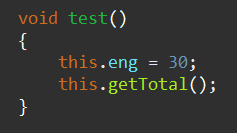 void test()
{
    this.eng = 30;
    this.getTotal();
}